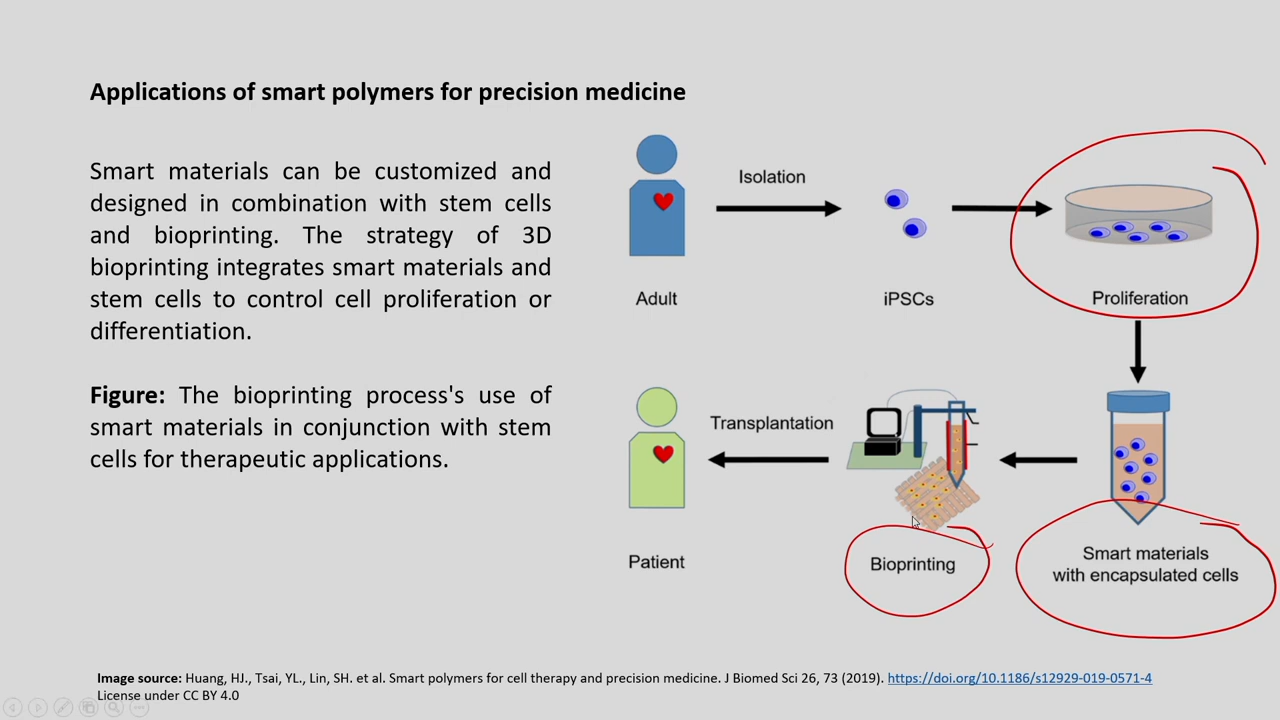 Applications of smart polymers for precision medicine
Smart materials can be customized and
designed in combination with stem cells
and bioprinting. The strategy of 3D
bioprinting integrates smart materials and
stem cells to control cell proliferation or
differentiation.
Figure: The bioprinting process's use of
smart materials in conjunction with stem
cells for therapeutic applications.
Isolation
Adult
iPSCs
Proliferation
Transplantation
Patient
Bioprinting
Smart materials
with encapsulated cells
Image source: Huang, HJ., Tsai, YL., Lin, SH. et al. Smart polymers for cell therapy and precision medicine. J Biomed Sci 26, 73 (2019). https://doi.org/10.1186/s12929-019-0571-4
License under CC BY 4.0